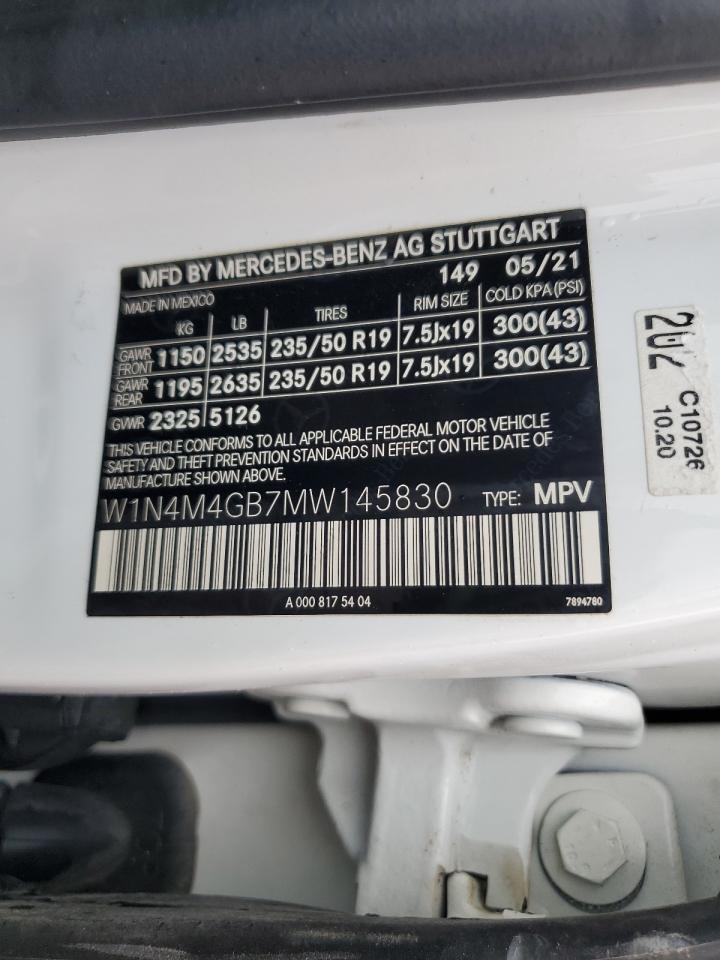 MFD BY MERCEDES-BENZ AG STUTTGART
149 05/21
MADE IN MEXICO
KG LB TIRES RIM SIZE COLD KPA (PSI)
GAWR FRONT 1150 2535 235/50 R19 7.5Jx19 300(43)
GAWR REAR 1195 2635 235/50 R19 7.5Jx19 300(43)
GVWR 2325 5126
THIS VEHICLE CONFORMS TO ALL APPLICABLE FEDERAL MOTOR VEHICLE
SAFETY AND THEFT PREVENTION STANDARDS IN EFFECT ON THE DATE OF
MANUFACTURE SHOWN ABOVE.
W1N4M4GB7MW145830 TYPE: MPV
A 000 817 54 04
7894780
C10726
10.20